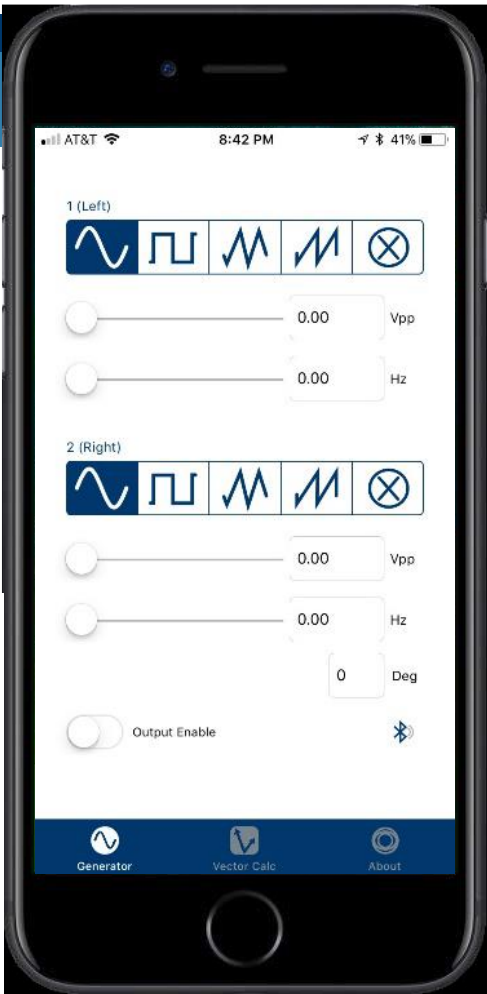 AT&T 8:42 PM 41%
1 (Left)
0.00 Vpp
0.00 Hz
2 (Right)
0.00 Vpp
0.00 Hz
0 Deg
Output Enable
Generator Vector Calc About